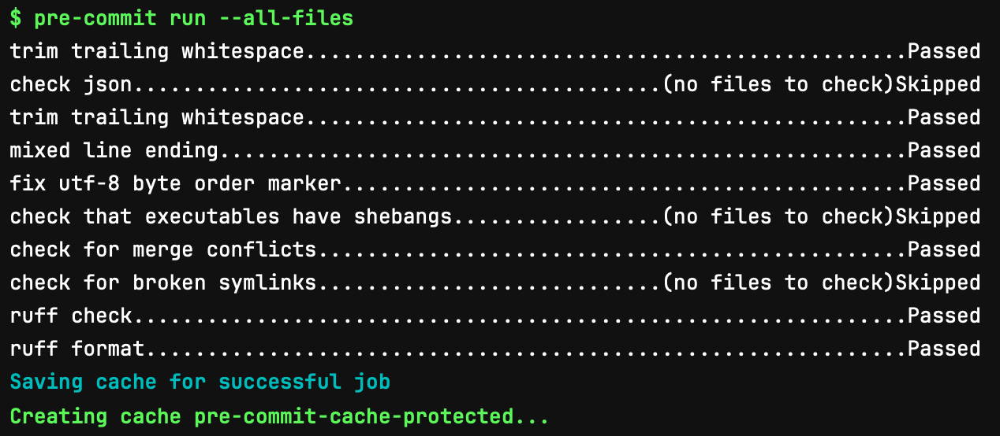 $ pre-commit run --all-files
trim trailing whitespace.................................................Passed
check json...........................................(no files to check)Skipped
trim trailing whitespace.................................................Passed
mixed line ending........................................................Passed
fix utf-8 byte order marker..............................................Passed
check that executables have shebangs.................(no files to check)Skipped
check for merge conflicts................................................Passed
check for broken symlinks............................(no files to check)Skipped
ruff check...............................................................Passed
ruff format..............................................................Passed
Saving cache for successful job
Creating cache pre-commit-cache-protected...